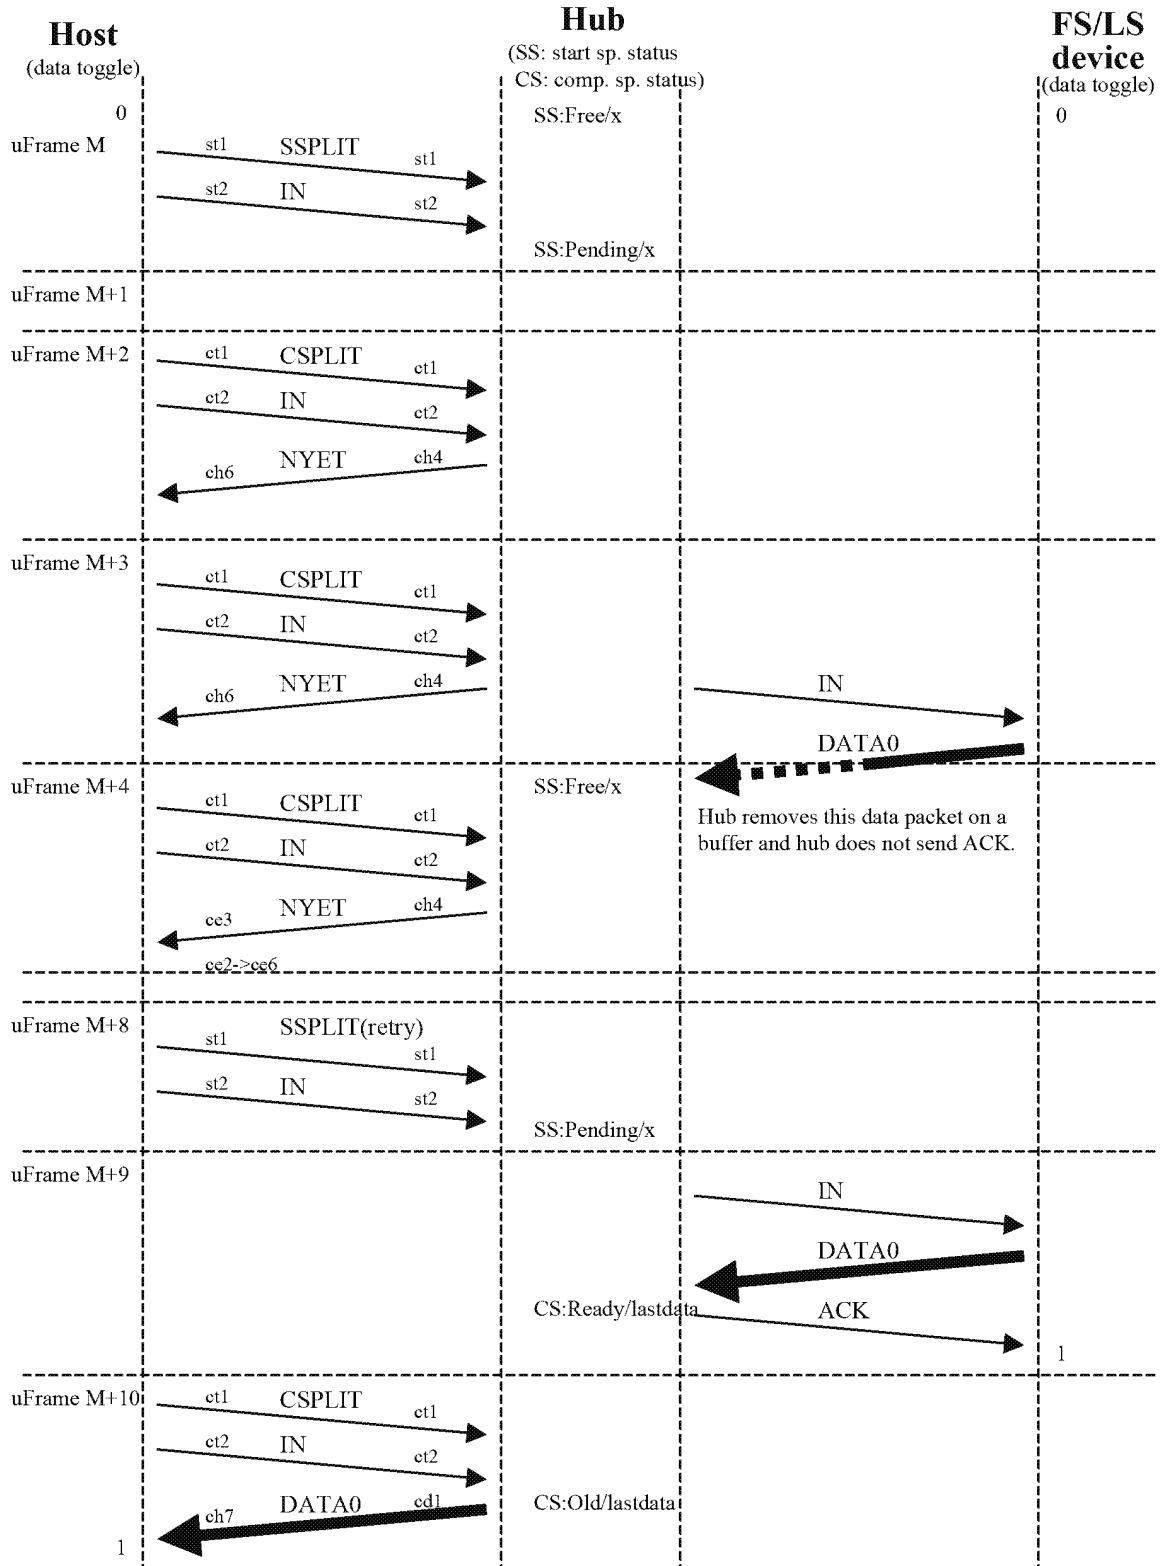 Host
(data toggle)
Hub
(SS: start sp. status
CS: comp. sp. status)
FS/LS
device
(data toggle)
0
SS:Free/x
0
uFrame M
st1 SSPLIT st1
st2 IN st2
SS:Pending/x
uFrame M+1
uFrame M+2
ct1 CSPLIT ct1
ct2 IN ct2
ch6 NYET ch4
uFrame M+3
ct1 CSPLIT ct1
ct2 IN ct2
ch6 NYET ch4
IN
DATA0
uFrame M+4
SS:Free/x
ct1 CSPLIT ct1
Hub removes this data packet on a
buffer and hub does not send ACK.
ct2 IN ct2
ce3 NYET ch4
ce2->ce6
uFrame M+8
SSPLIT(retry)
st1 st1
st2 IN st2
SS:Pending/x
uFrame M+9
IN
DATA0
CS:Ready/lastdata
ACK
1
uFrame M+10
ct1 CSPLIT ct1
ct2 IN ct2
ch7 DATA0 cd1
CS:Old/lastdata
1